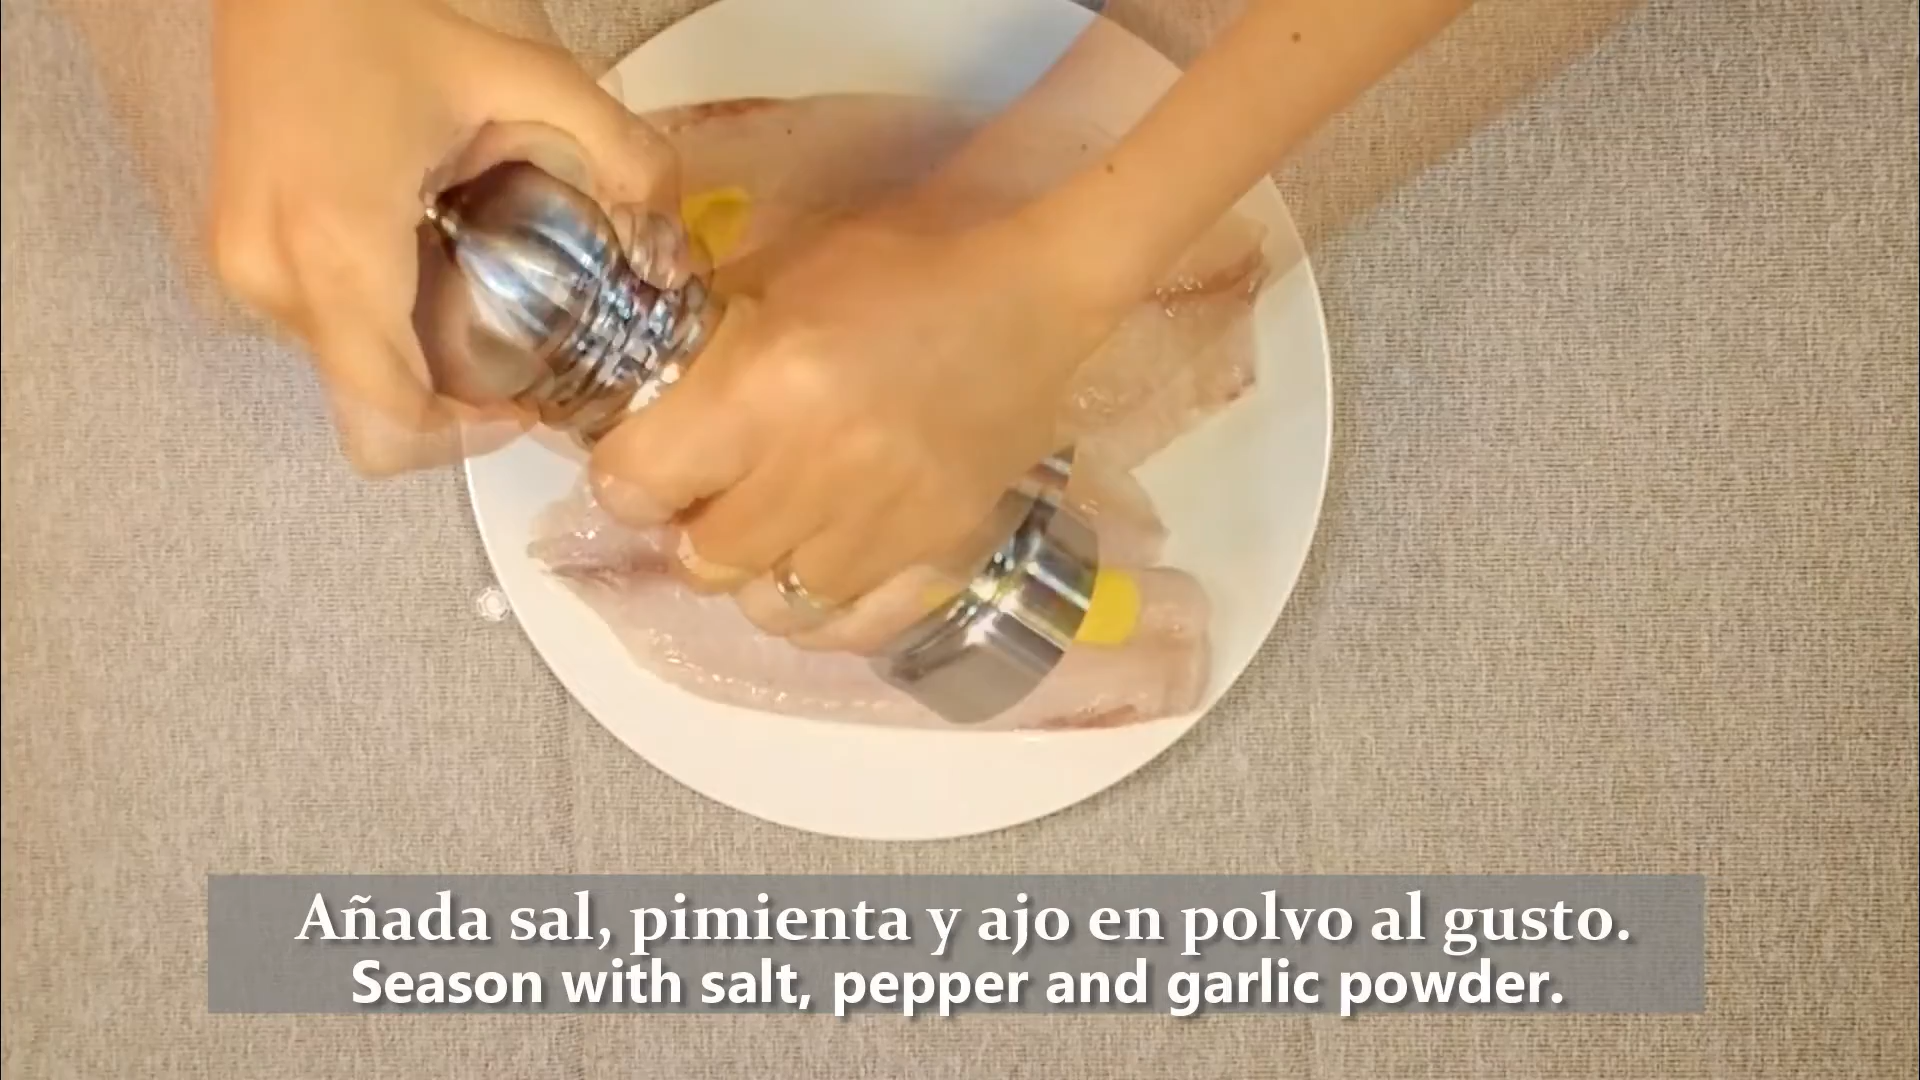 Añada sal, pimienta y ajo en polvo al gusto.
Season with salt, pepper and garlic powder.